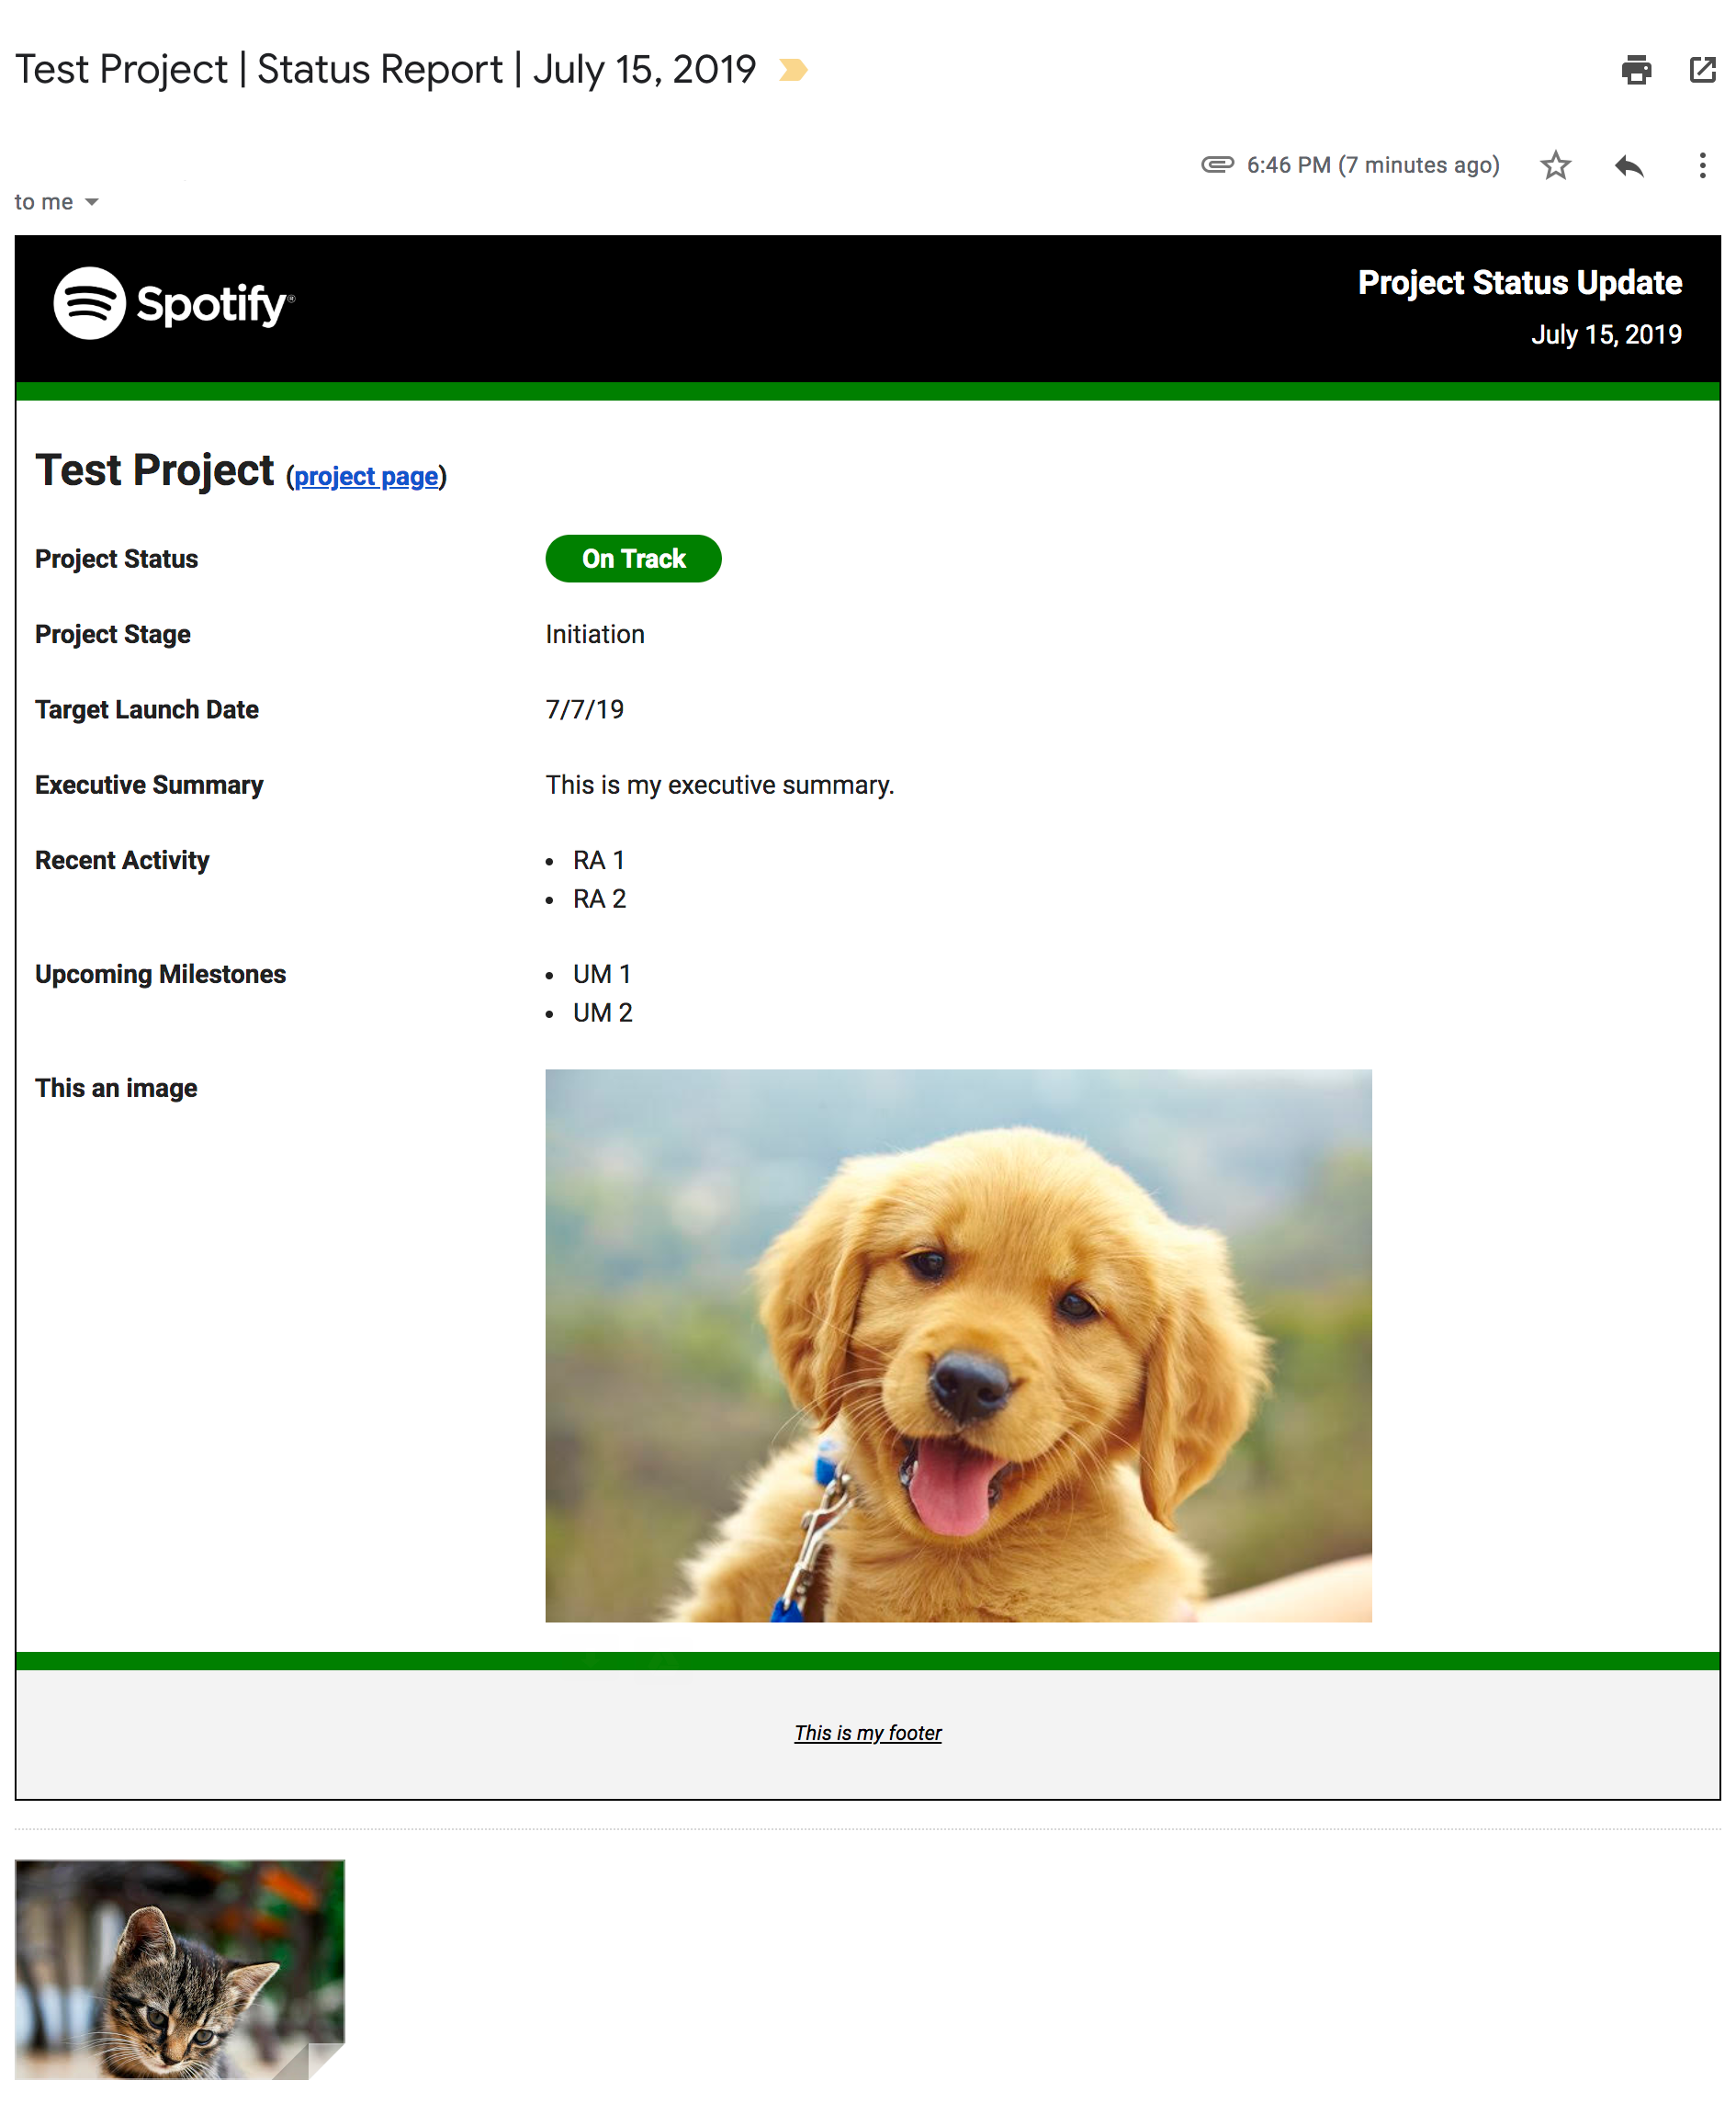 Test Project | Status Report | July 15, 2019
6:46 PM (7 minutes ago)
to me
Spotify®
Project Status Update
July 15, 2019
Test Project (project page)
Project Status On Track
Project Stage Initiation
Target Launch Date 7/7/19
Executive Summary This is my executive summary.
Recent Activity • RA 1
• RA 2
Upcoming Milestones • UM 1
• UM 2
This an image
This is my footer